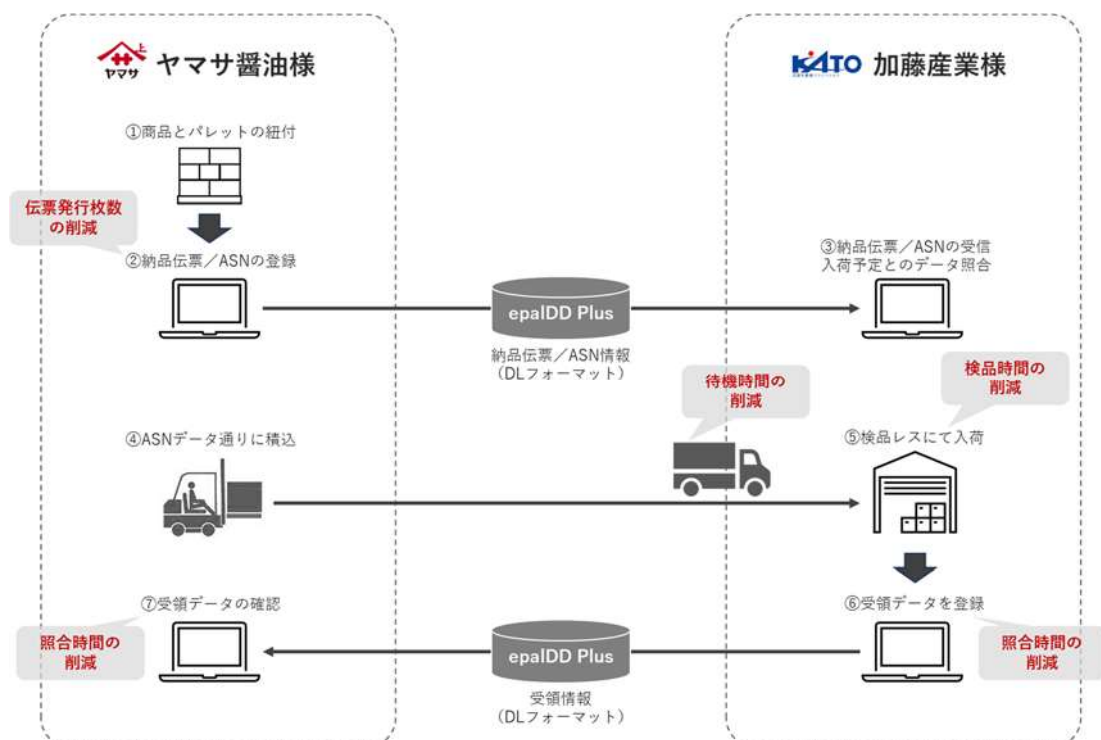 上
ヤマサ
ヤマサ醤油様
KATO
加藤産業様
①商品とパレットの紐付
伝票発行枚数
の削減
②納品伝票／ASNの登録
③納品伝票／ASNの受信
入荷予定とのデータ照合
epalDD Plus
納品伝票／ASN情報
（DLフォーマット）
待機時間の
削減
検品時間の
削減
④ASNデータ通りに積込
⑤検品レスにて入荷
⑦受領データの確認
⑥受領データを登録
照合時間の
削減
epalDD Plus
照合時間の
削減
受領情報
（DLフォーマット）